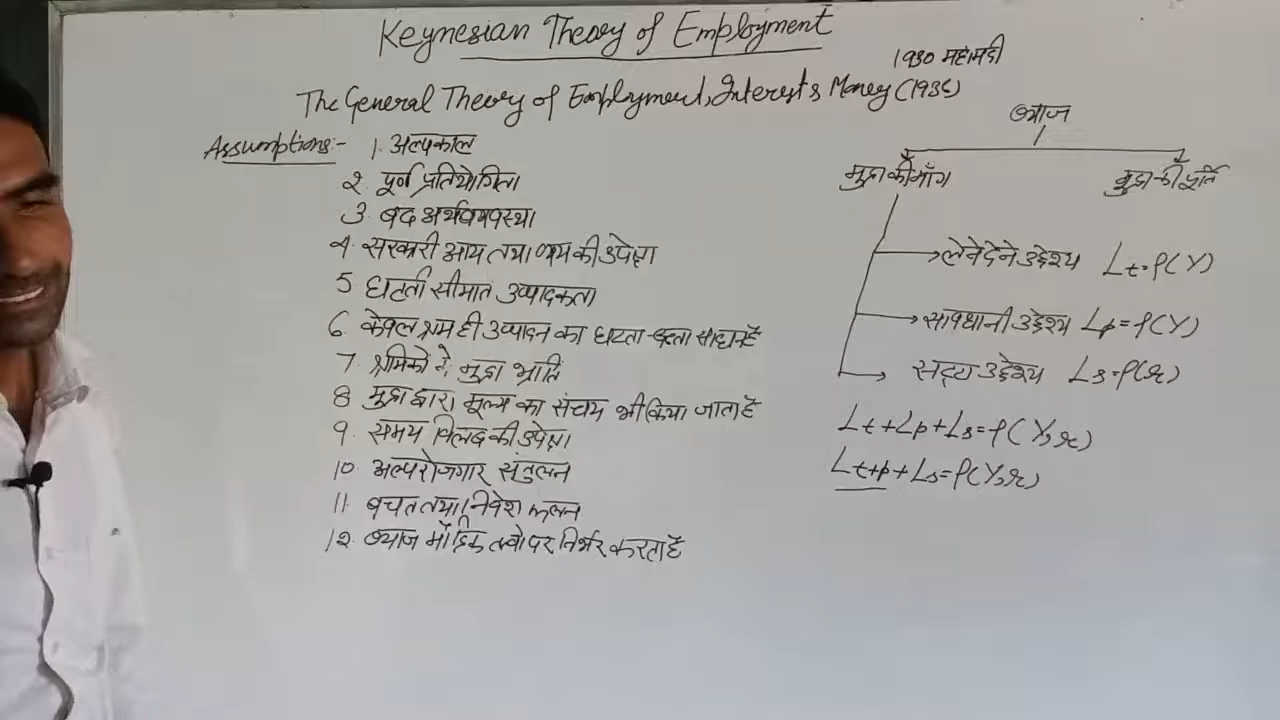 Keynesian Theory of Employment
1930 महामंदी
The General Theory of Employment, Interest & Money (1936)
Assumptions:- 1. अल्पकाल
2. पूर्ण प्रतियोगिता
3. बंद अर्थव्यवस्था
4. सरकारी आय तथा व्यय की उपेक्षा
5 घटती सीमांत उत्पादकता
6. केवल श्रम ही उत्पादन का घटता-बढ़ता साधन है
7. श्रमिकों में मुद्रा भ्रांति
8 मुद्रा द्वारा मूल्य का संचय भी किया जाता है
9. समय विलंब की उपेक्षा
10 अल्परोजगार संतुलन
11. बचत तथा निवेश फलन
12. ब्याज मौद्रिक तत्वों पर निर्भर करता है
ब्याज
मुद्रा की माँग
मुद्रा की पूर्ति
लेने देने उद्देश्य Lt=f(Y)
सावधानी उद्देश्य Lp=f(Y)
सट्टा उद्देश्य Ls=f(r)
Lt+Lp+Ls=f(Y,r)
Lt+p+Ls=f(Y,r)